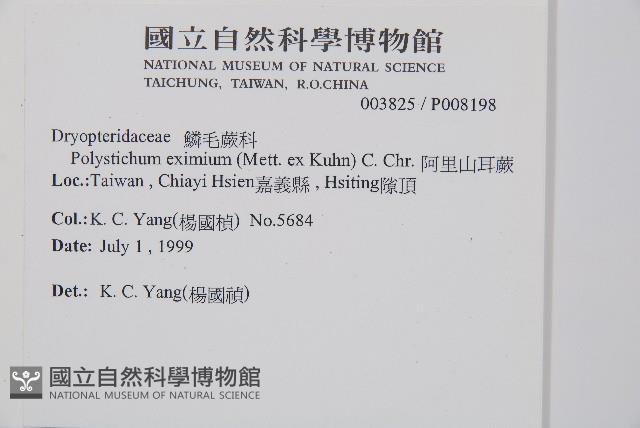 國立自然科學博物館
NATIONAL MUSEUM OF NATURAL SCIENCE
TAICHUNG, TAIWAN, R.O.CHINA
003825 / P008198
Dryopteridaceae 鱗毛蕨科
Polystichum eximium (Mett. ex Kuhn) C. Chr. 阿里山耳蕨
Loc.:Taiwan , Chiayi Hsien嘉義縣 , Hsiting隙頂
Col.:K. C. Yang(楊國楨) No.5684
Date: July 1 , 1999
Det.: K. C. Yang(楊國禎)
國立自然科學博物館
NATIONAL MUSEUM OF NATURAL SCIENCE